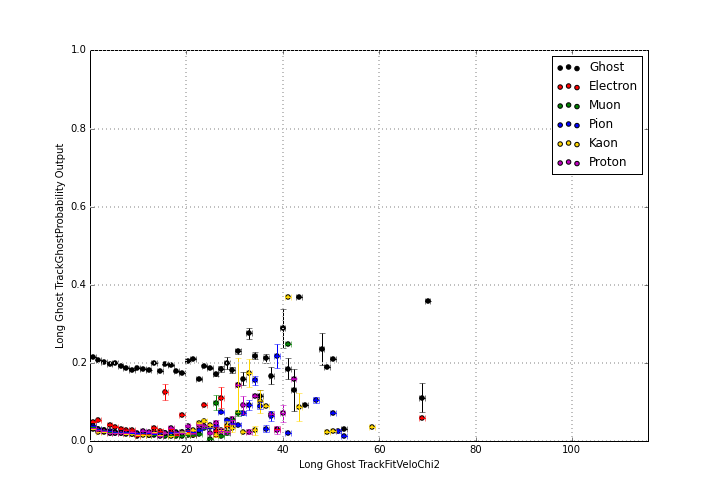 1.0
0.8
0.6
0.4
0.2
0.0
0
20
40
60
80
100
Long Ghost TrackFitVeloChi2
Long Ghost TrackGhostProbability Output
Ghost
Electron
Muon
Pion
Kaon
Proton